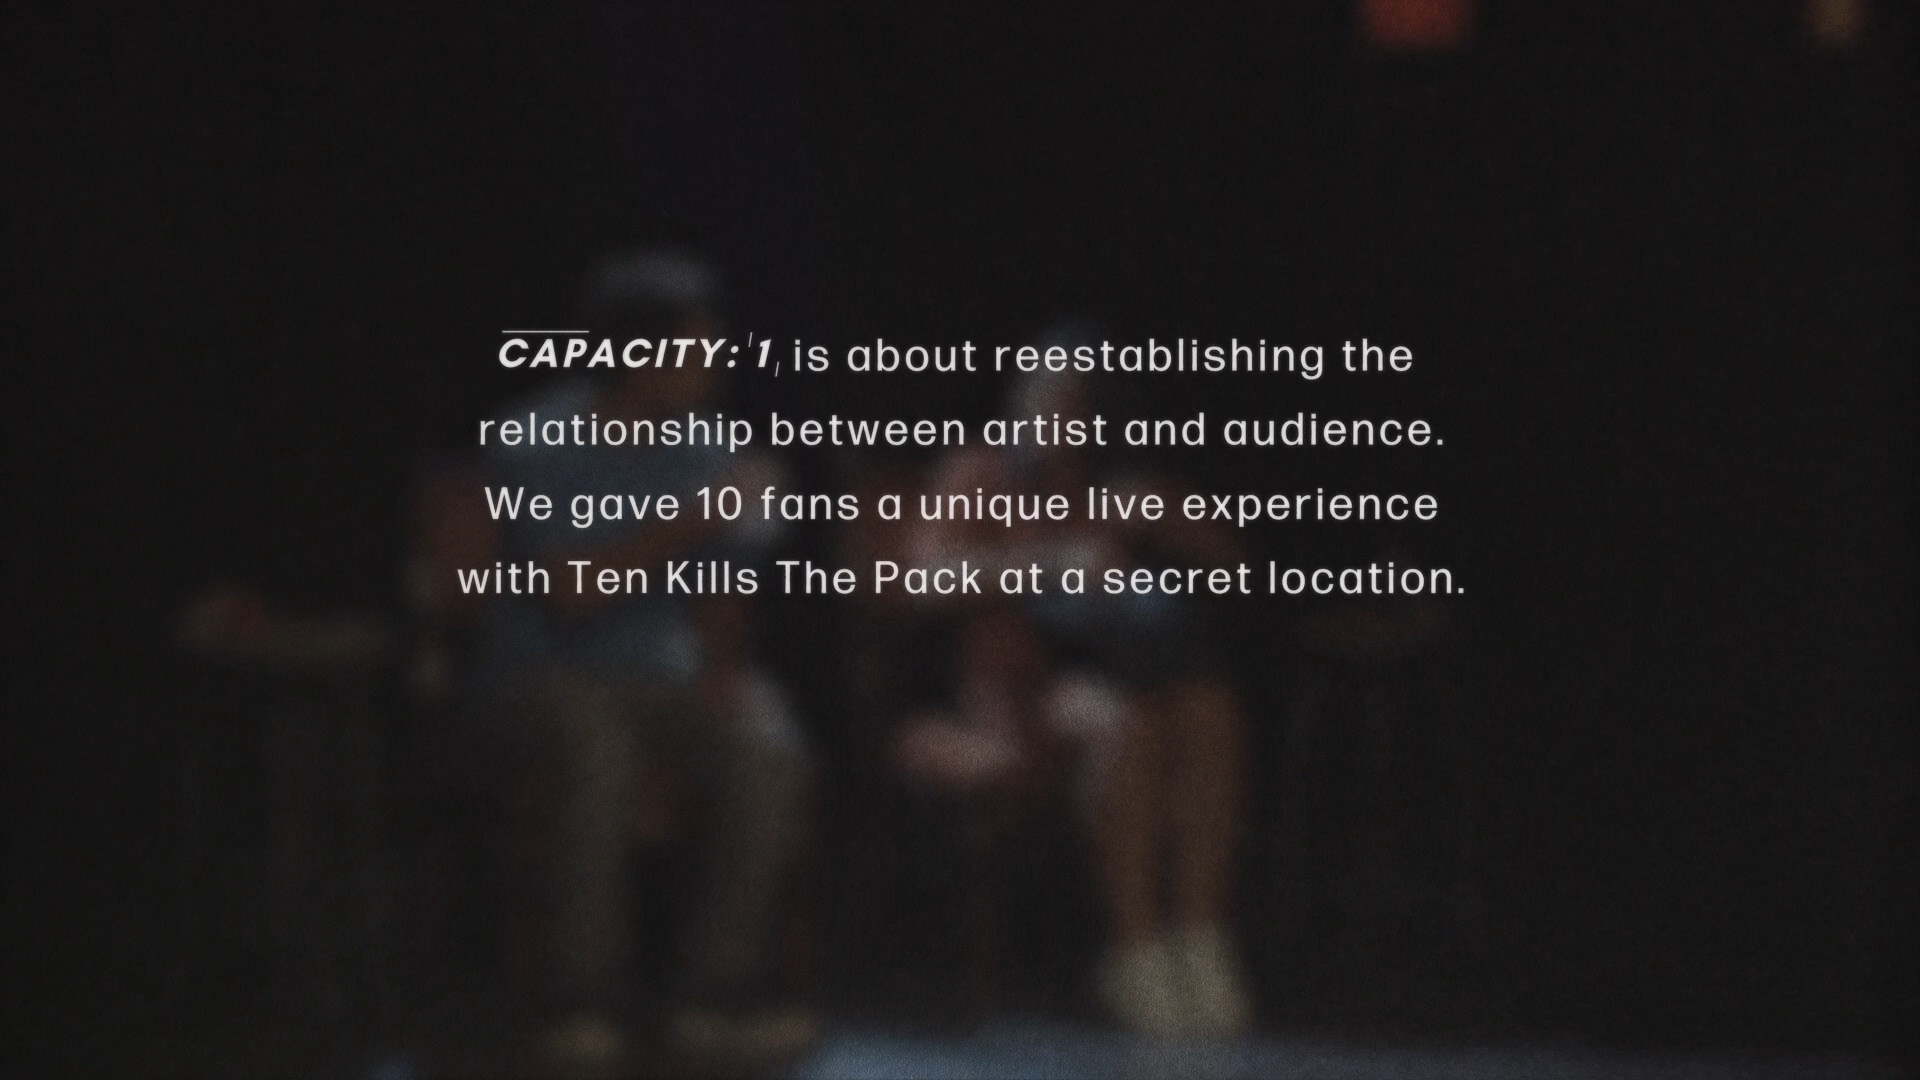 CAPACITY: 1 is about reestablishing the
relationship between artist and audience.
We gave 10 fans a unique live experience
with Ten Kills The Pack at a secret location.